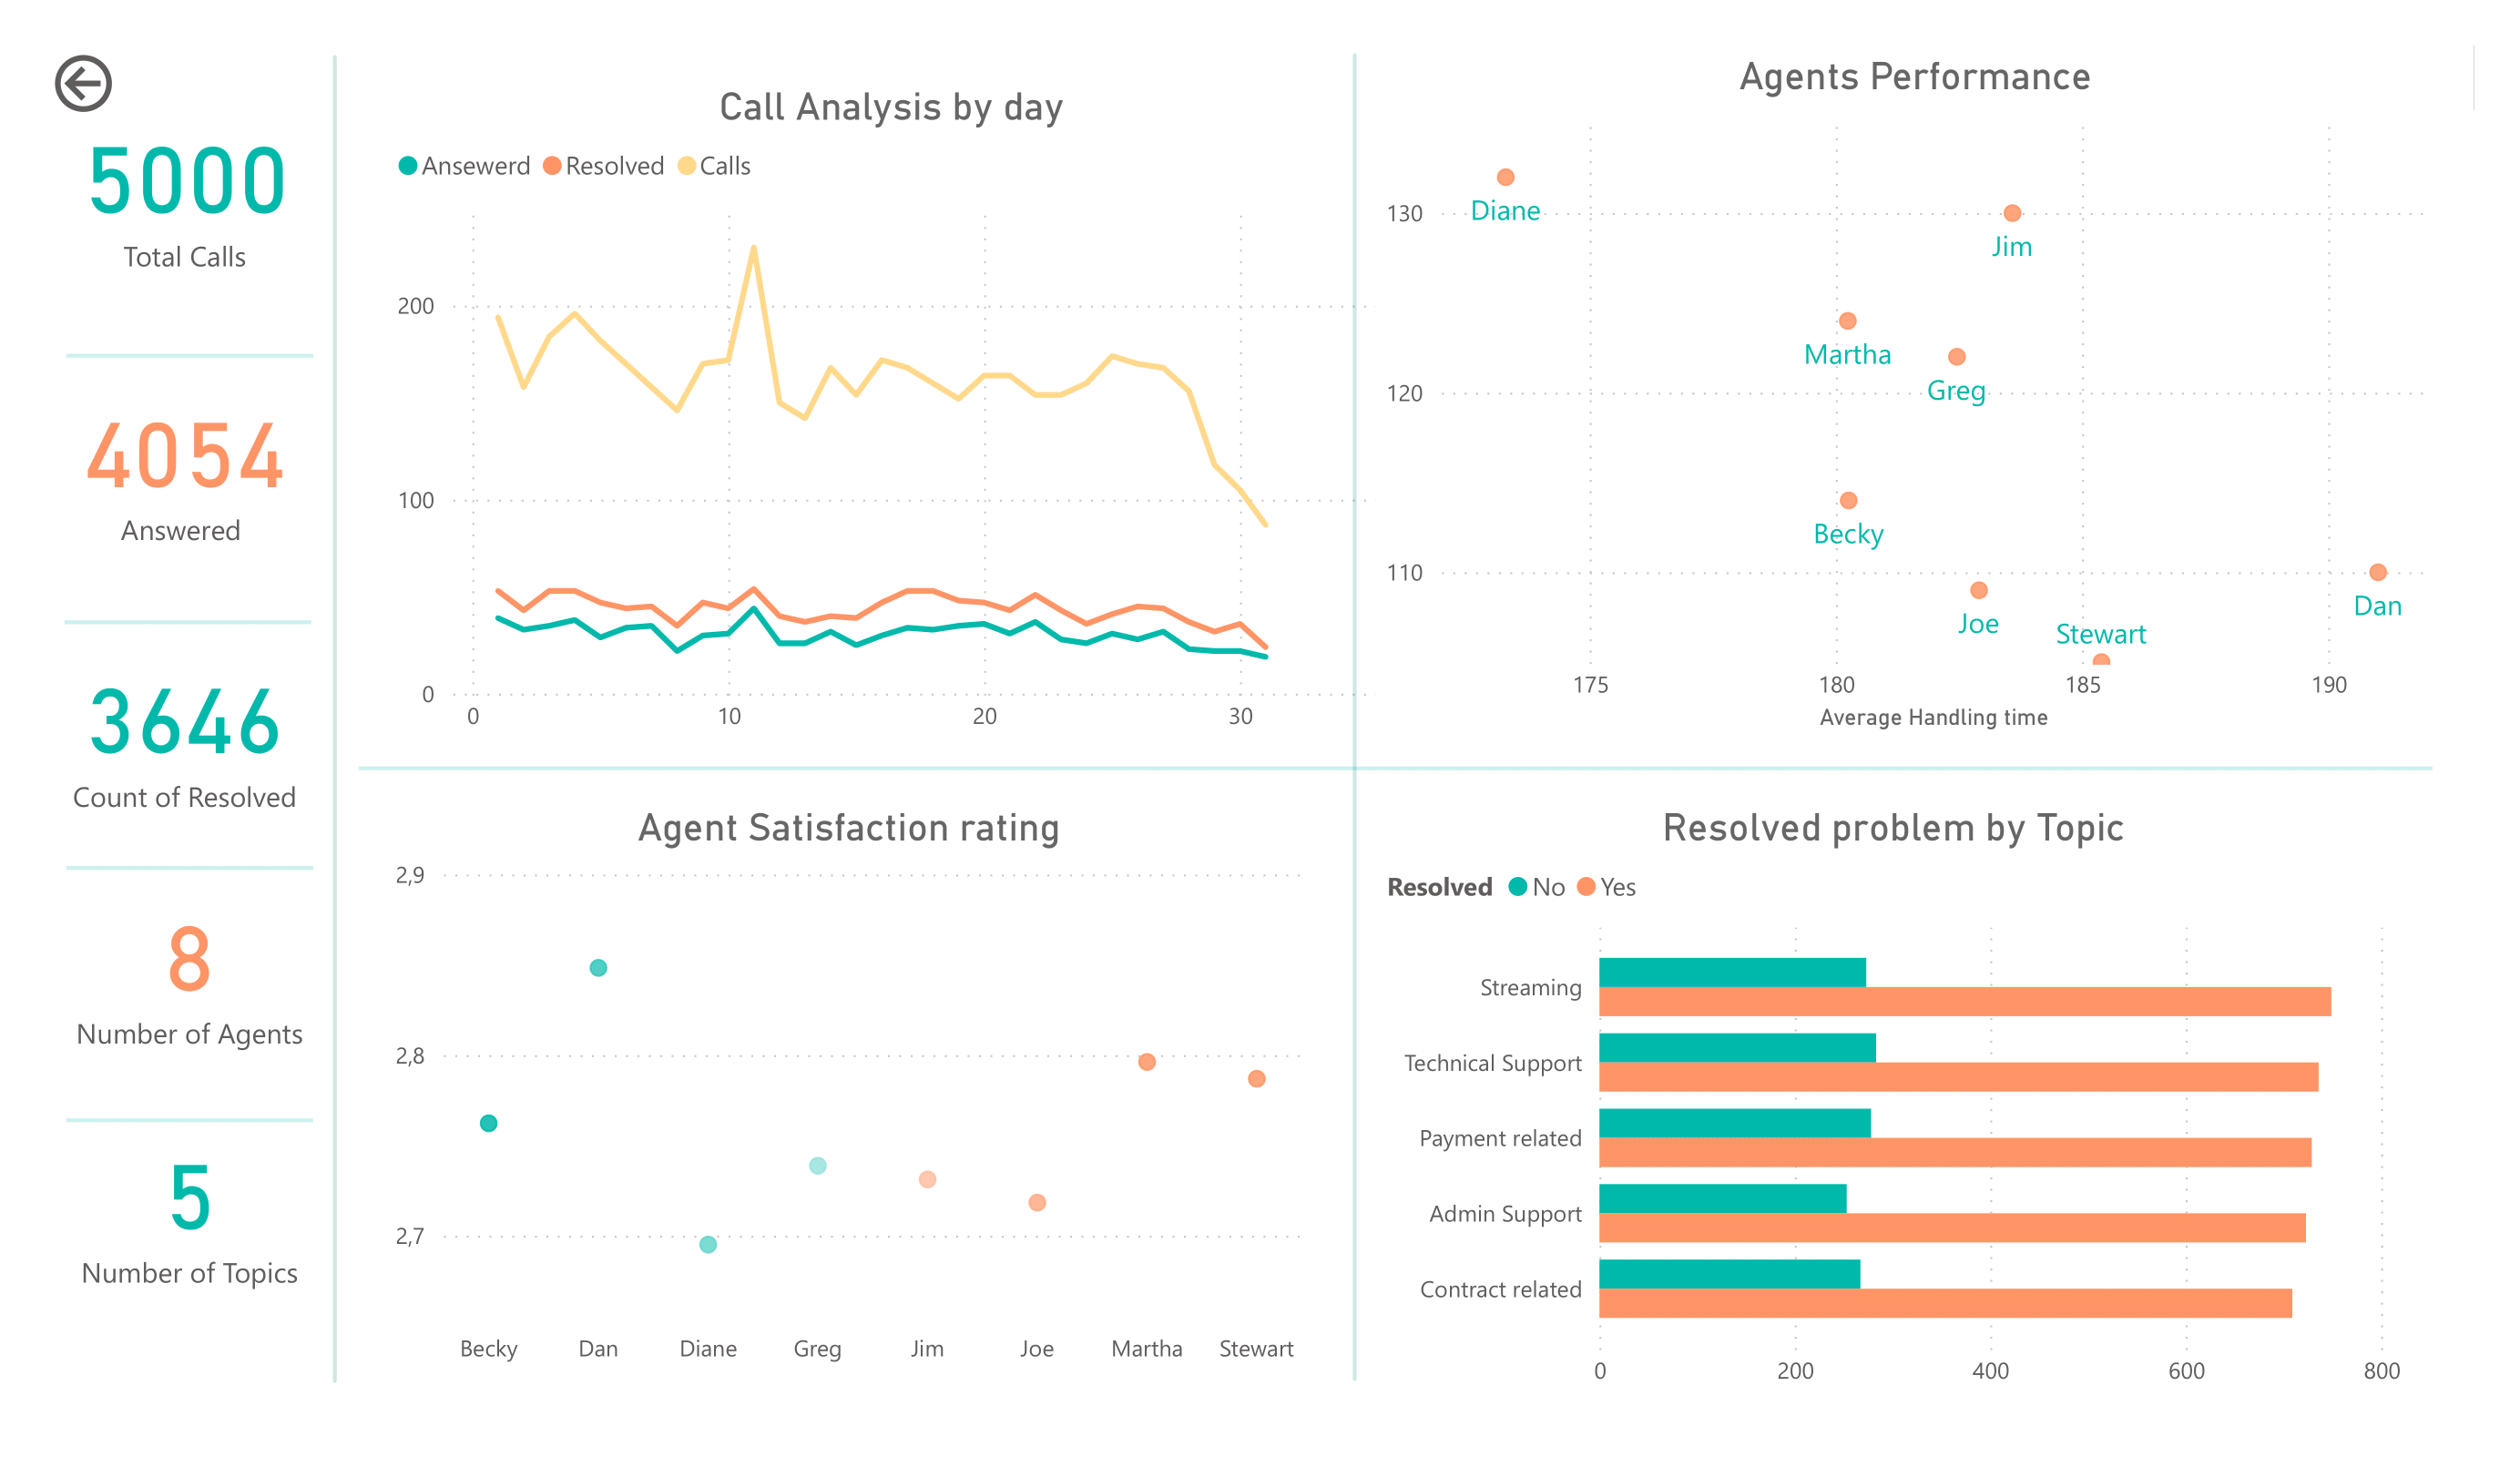 5000
Total Calls
4054
Answered
3646
Count of Resolved
8
Number of Agents
5
Number of Topics
Call Analysis by day
Ansewerd Resolved Calls
200
100
0
0 10 20 30
Agents Performance
130
120
110
Diane
Jim
Martha
Greg
Becky
Joe
Stewart
Dan
175 180 185 190
Average Handling time
Agent Satisfaction rating
2,9
2,8
2,7
Becky Dan Diane Greg Jim Joe Martha Stewart
Resolved problem by Topic
Resolved No Yes
Streaming
Technical Support
Payment related
Admin Support
Contract related
0 200 400 600 800